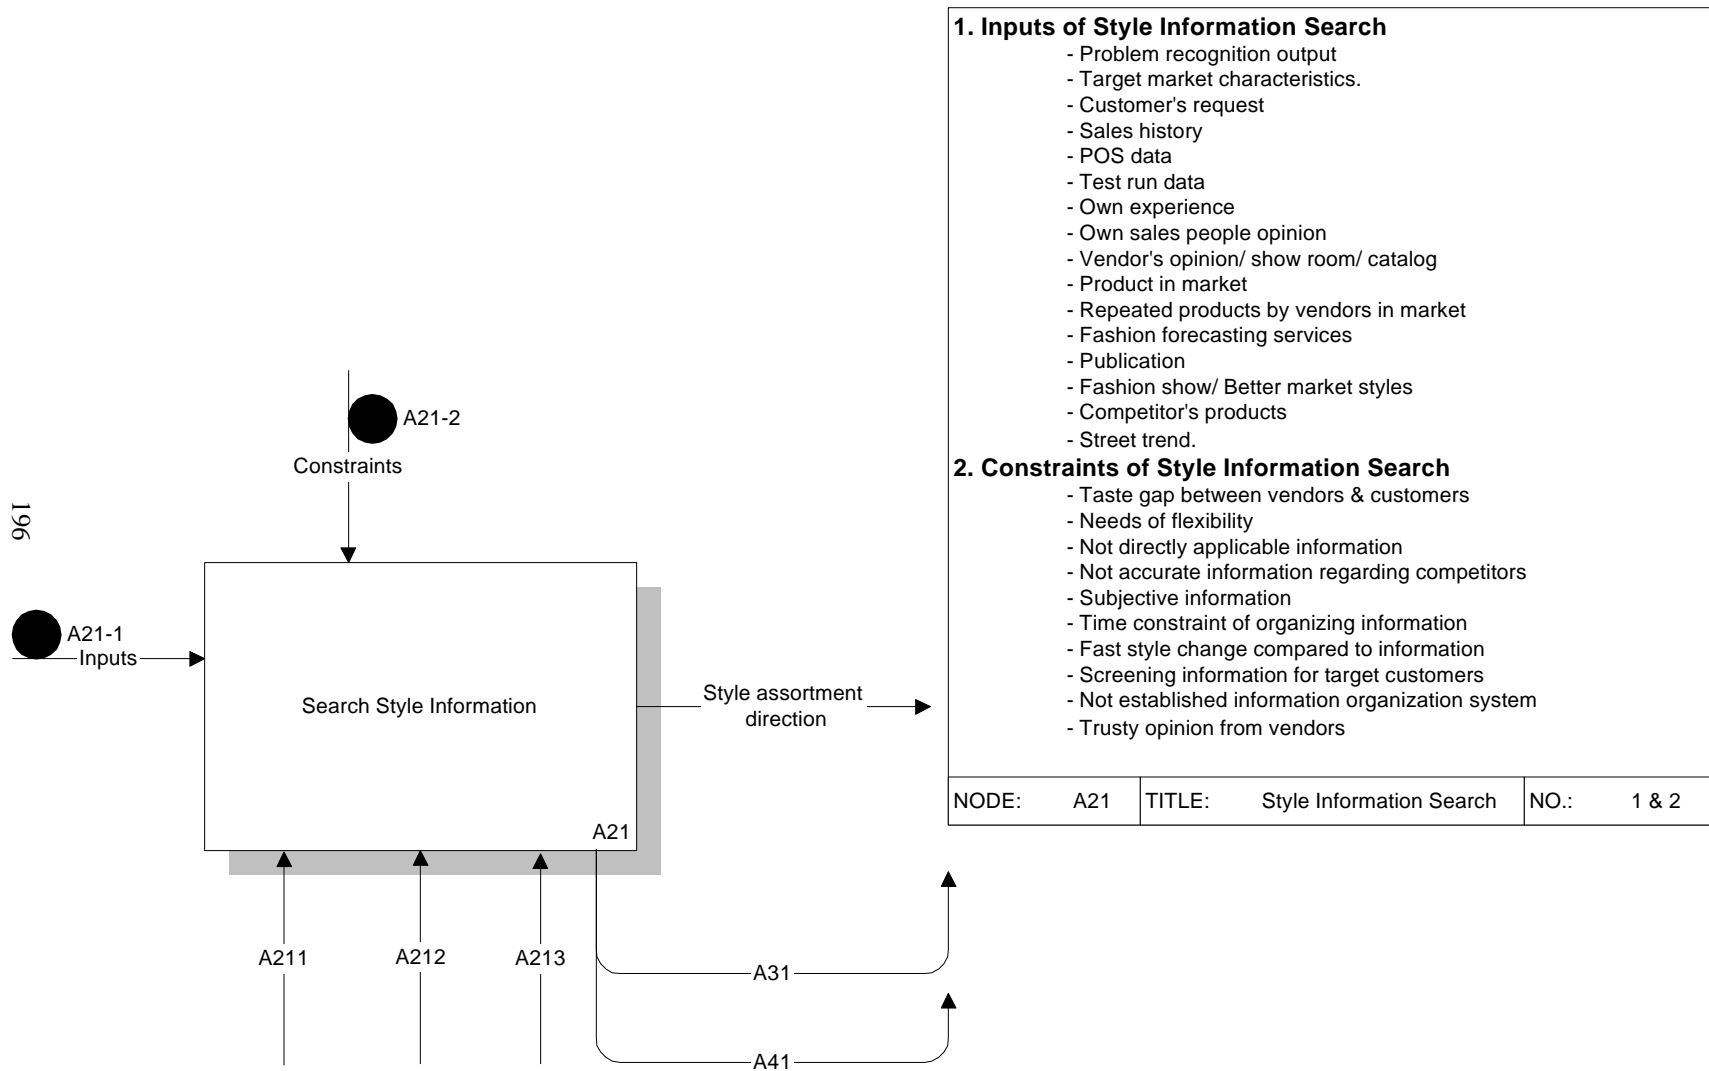 1. Inputs of Style Information Search
- Problem recognition output
- Target market characteristics.
- Customer's request
- Sales history
- POS data
- Test run data
- Own experience
- Own sales people opinion
- Vendor's opinion/ show room/ catalog
- Product in market
- Repeated products by vendors in market
- Fashion forecasting services
- Publication
- Fashion show/ Better market styles
- Competitor's products
- Street trend.
2. Constraints of Style Information Search
- Taste gap between vendors & customers
- Needs of flexibility
- Not directly applicable information
- Not accurate information regarding competitors
- Subjective information
- Time constraint of organizing information
- Fast style change compared to information
- Screening information for target customers
- Not established information organization system
- Trusty opinion from vendors
NODE: A21 TITLE: Style Information Search NO.: 1 & 2
A21-2
Constraints
196
A21-1
Inputs
Search Style Information
Style assortment
direction
A21
A211 A212 A213
A31
A41